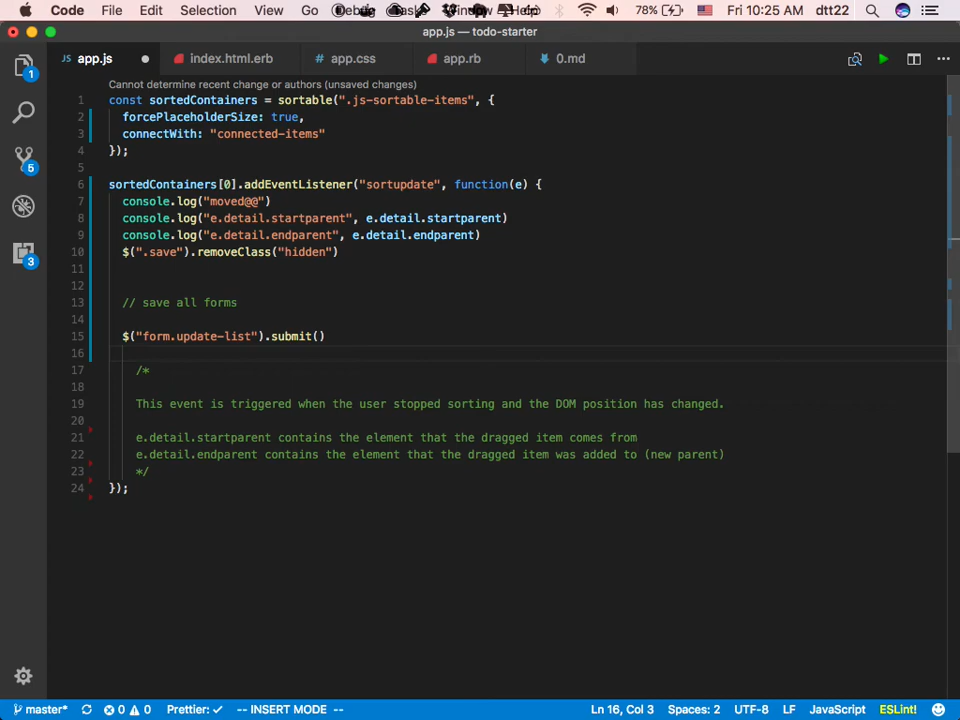 Code File Edit Selection View Go Debug Tasks Window Help 78% Fri 10:25 AM dtt22
app.js — todo-starter
JS app.js index.html.erb # app.css app.rb 0.md
Cannot determine recent change or authors (unsaved changes)
1 const sortedContainers = sortable(".js-sortable-items", {
2 forcePlaceholderSize: true,
3 connectWith: "connected-items"
4 });
5
6 sortedContainers[0].addEventListener("sortupdate", function(e) {
7 console.log("moved@@")
8 console.log("e.detail.startparent", e.detail.startparent)
9 console.log("e.detail.endparent", e.detail.endparent)
10 $(".save").removeClass("hidden")
11
12
13 // save all forms
14
15 $("form.update-list").submit()
16
17 /*
18
19 This event is triggered when the user stopped sorting and the DOM position has changed.
20
21 e.detail.startparent contains the element that the dragged item comes from
22 e.detail.endparent contains the element that the dragged item was added to (new parent)
23 */
24 });
1
5
3
master* 0 0 Prettier: ✓ -- INSERT MODE -- Ln 16, Col 3 Spaces: 2 UTF-8 LF JavaScript ESLint!